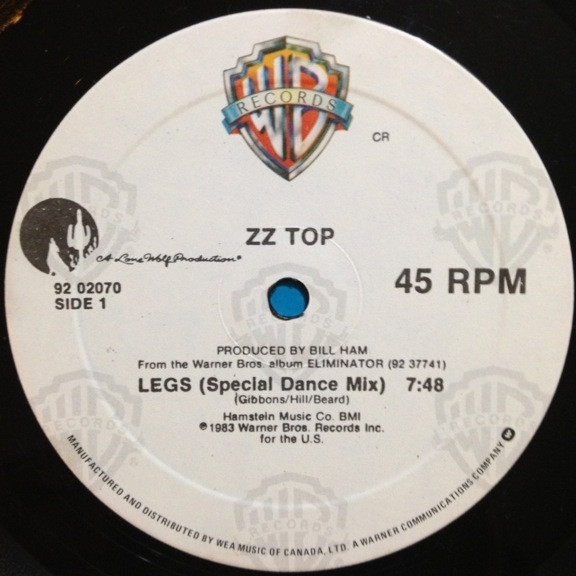 WB
RECORDS
CR
ZZ TOP
A Lone Wolf Production
92 02070
SIDE 1
45 RPM
PRODUCED BY BILL HAM
From the Warner Bros. album ELIMINATOR (92 37741)
LEGS (Special Dance Mix) 7:48
(Gibbons/Hill/Beard)
Hamstein Music Co. BMI
℗ 1983 Warner Bros. Records Inc.
for the U.S.
MANUFACTURED AND DISTRIBUTED BY WEA MUSIC OF CANADA, LTD. A WARNER COMMUNICATIONS COMPANY